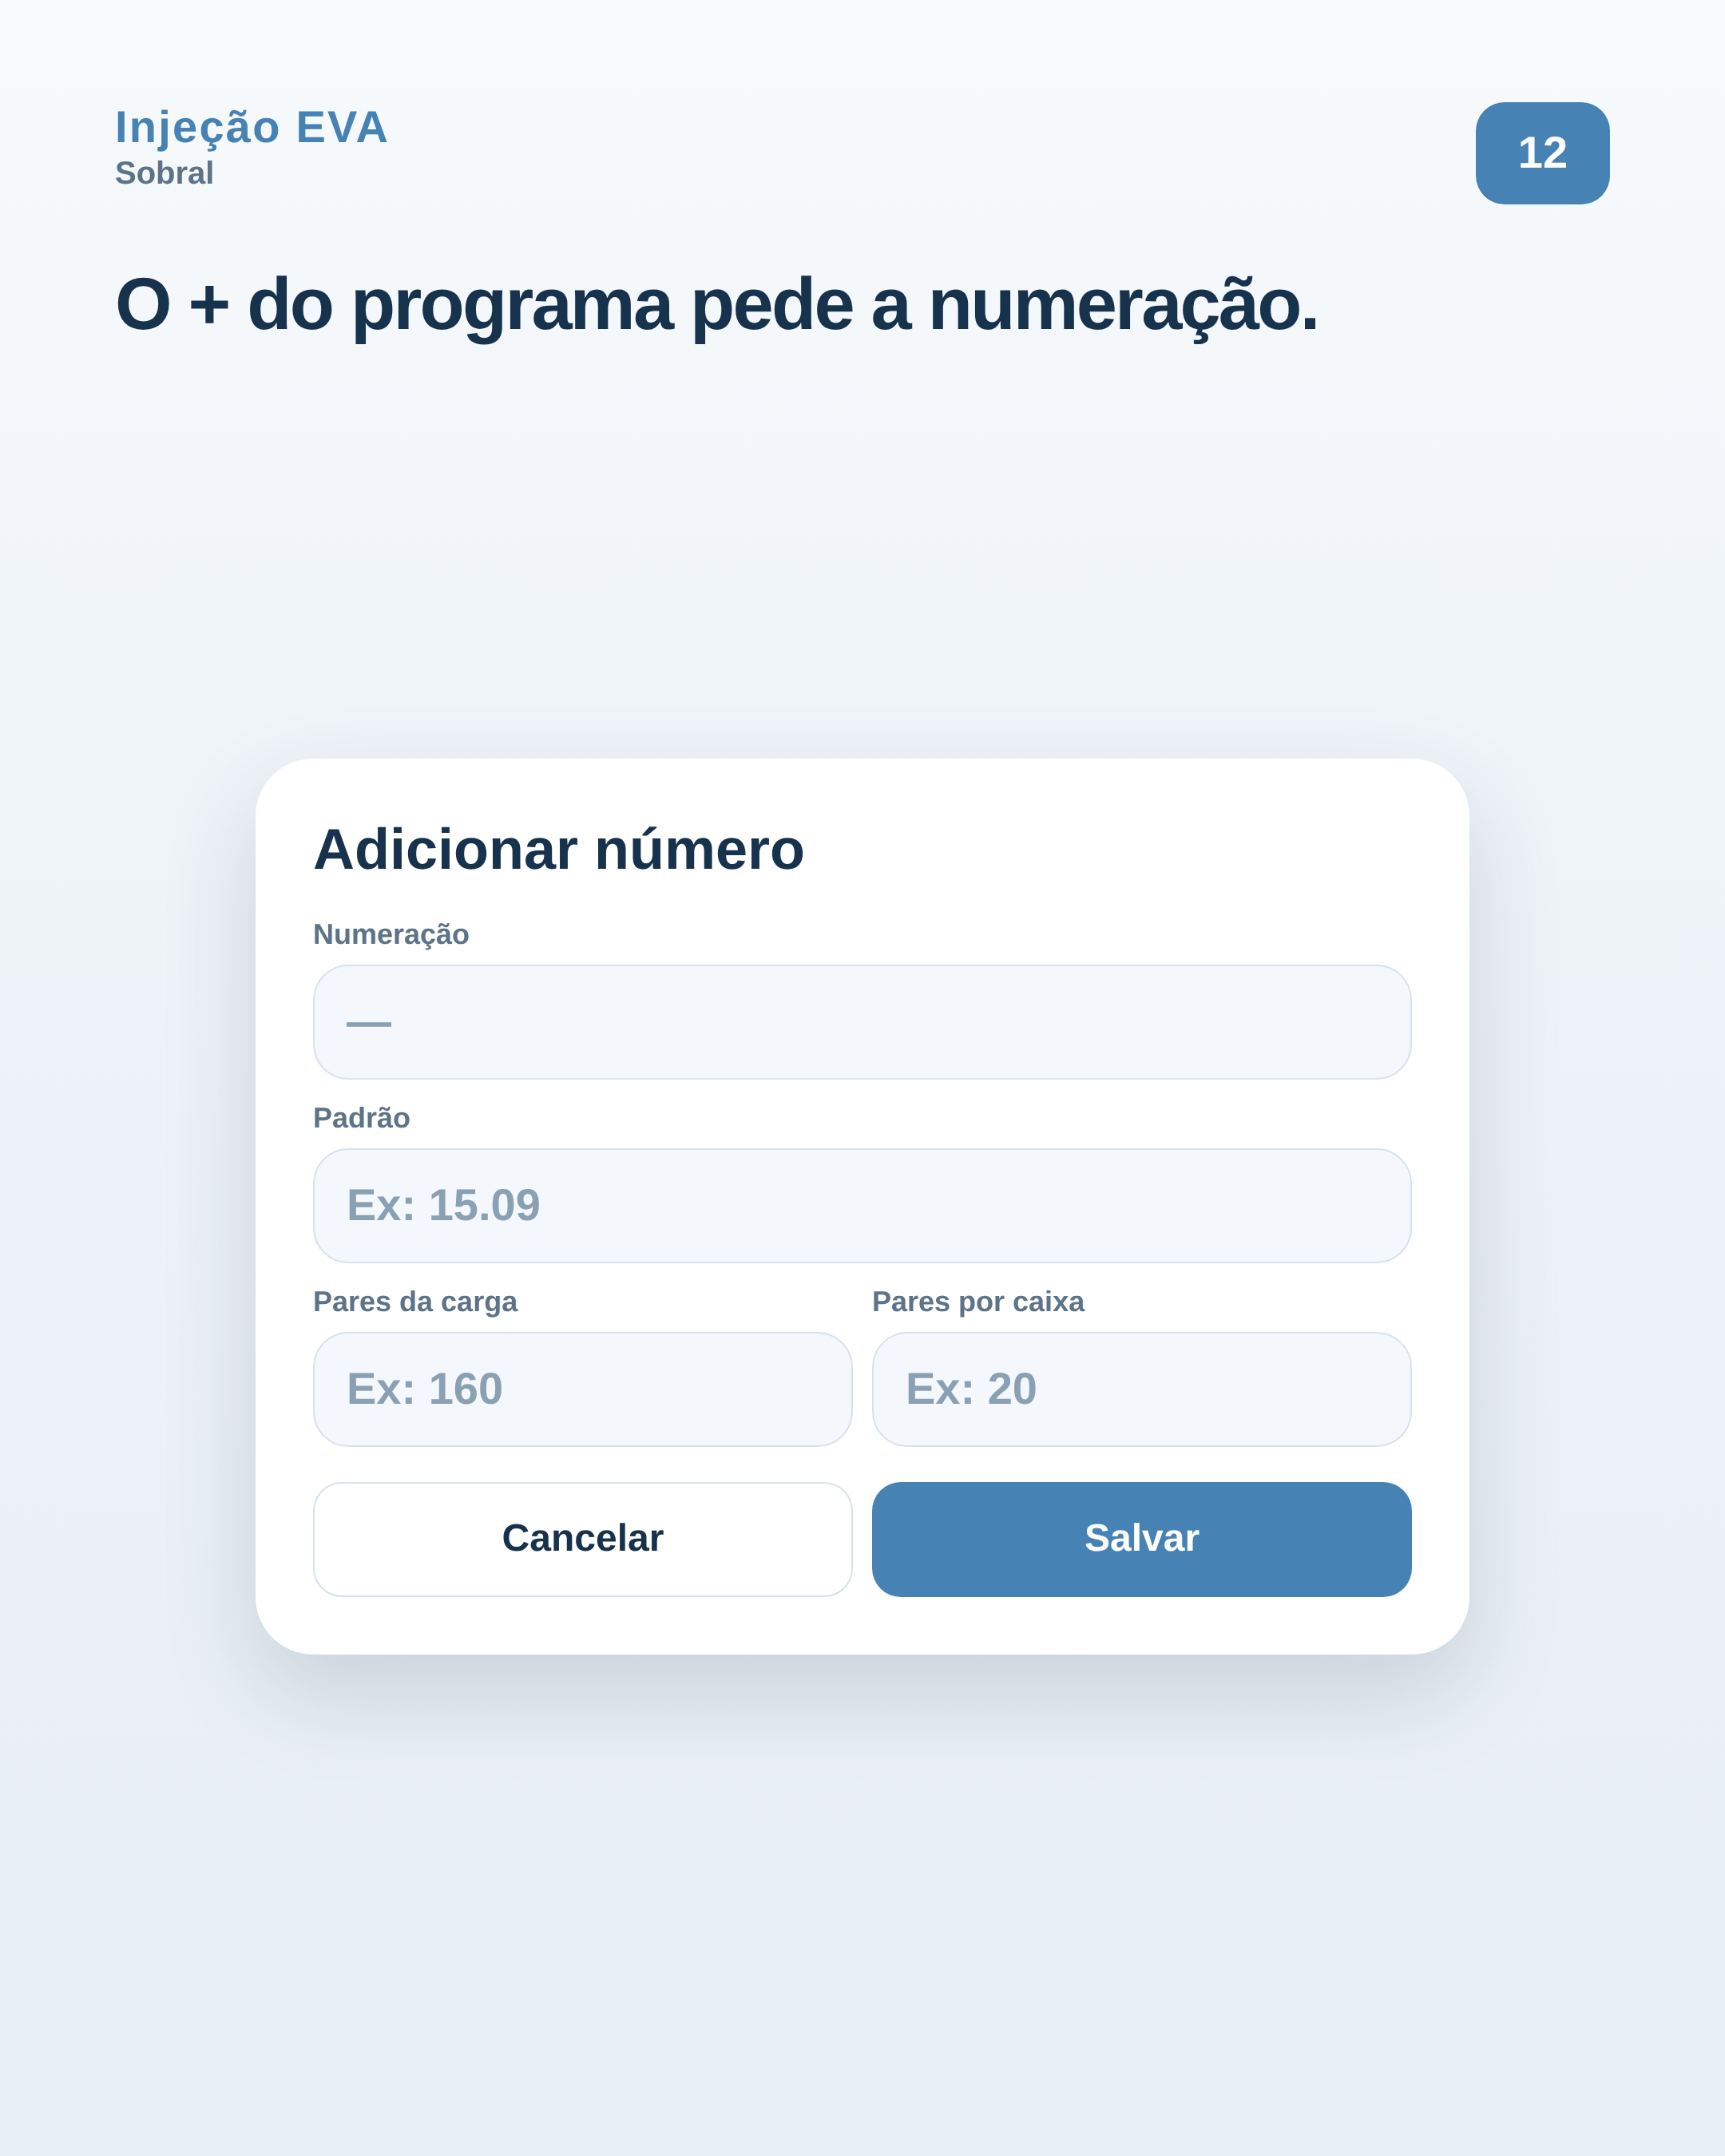 Injeção EVA
Sobral
12
O + do programa pede a numeração.
Adicionar número
Numeração
—
Padrão
Ex: 15.09
Pares da carga
Pares por caixa
Ex: 160
Ex: 20
Cancelar
Salvar